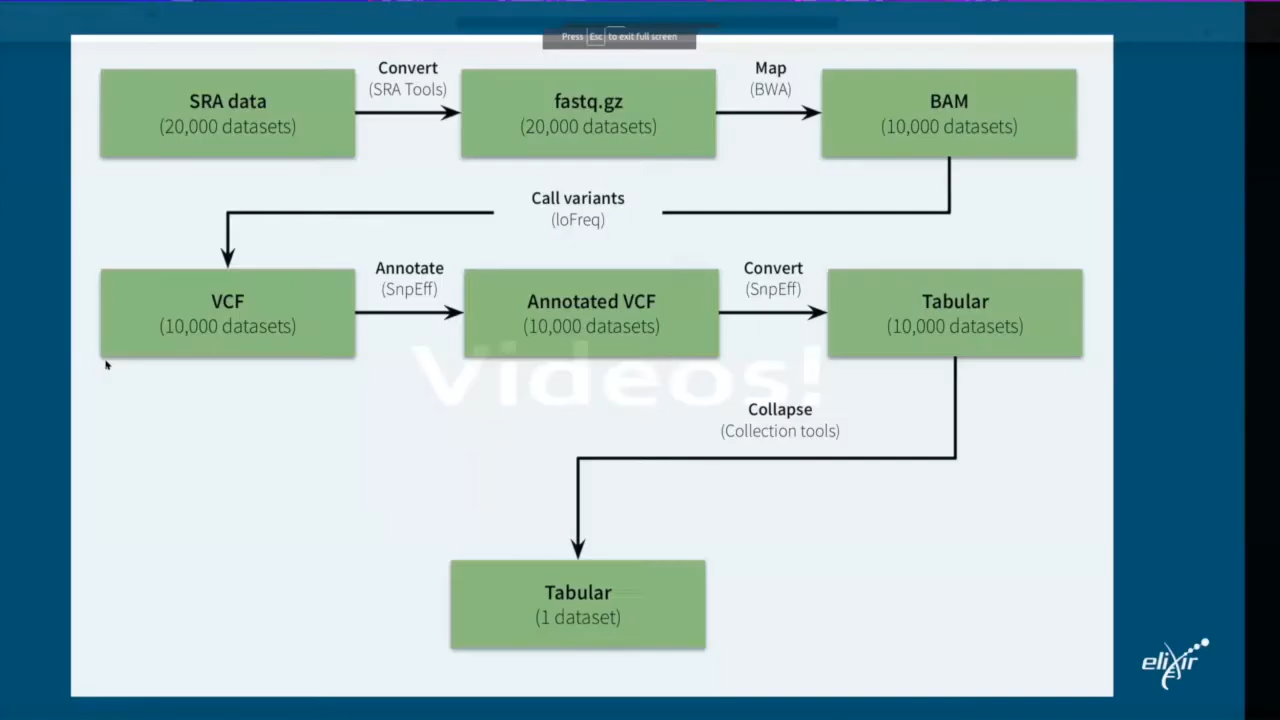 Press Esc to exit full screen
Convert
(SRA Tools)
Map
(BWA)
SRA data
(20,000 datasets)
fastq.gz
(20,000 datasets)
BAM
(10,000 datasets)
Call variants
(loFreq)
Annotate
(SnpEff)
Convert
(SnpEff)
VCF
(10,000 datasets)
Annotated VCF
(10,000 datasets)
Tabular
(10,000 datasets)
Videos!
Collapse
(Collection tools)
Tabular
(1 dataset)
elixir